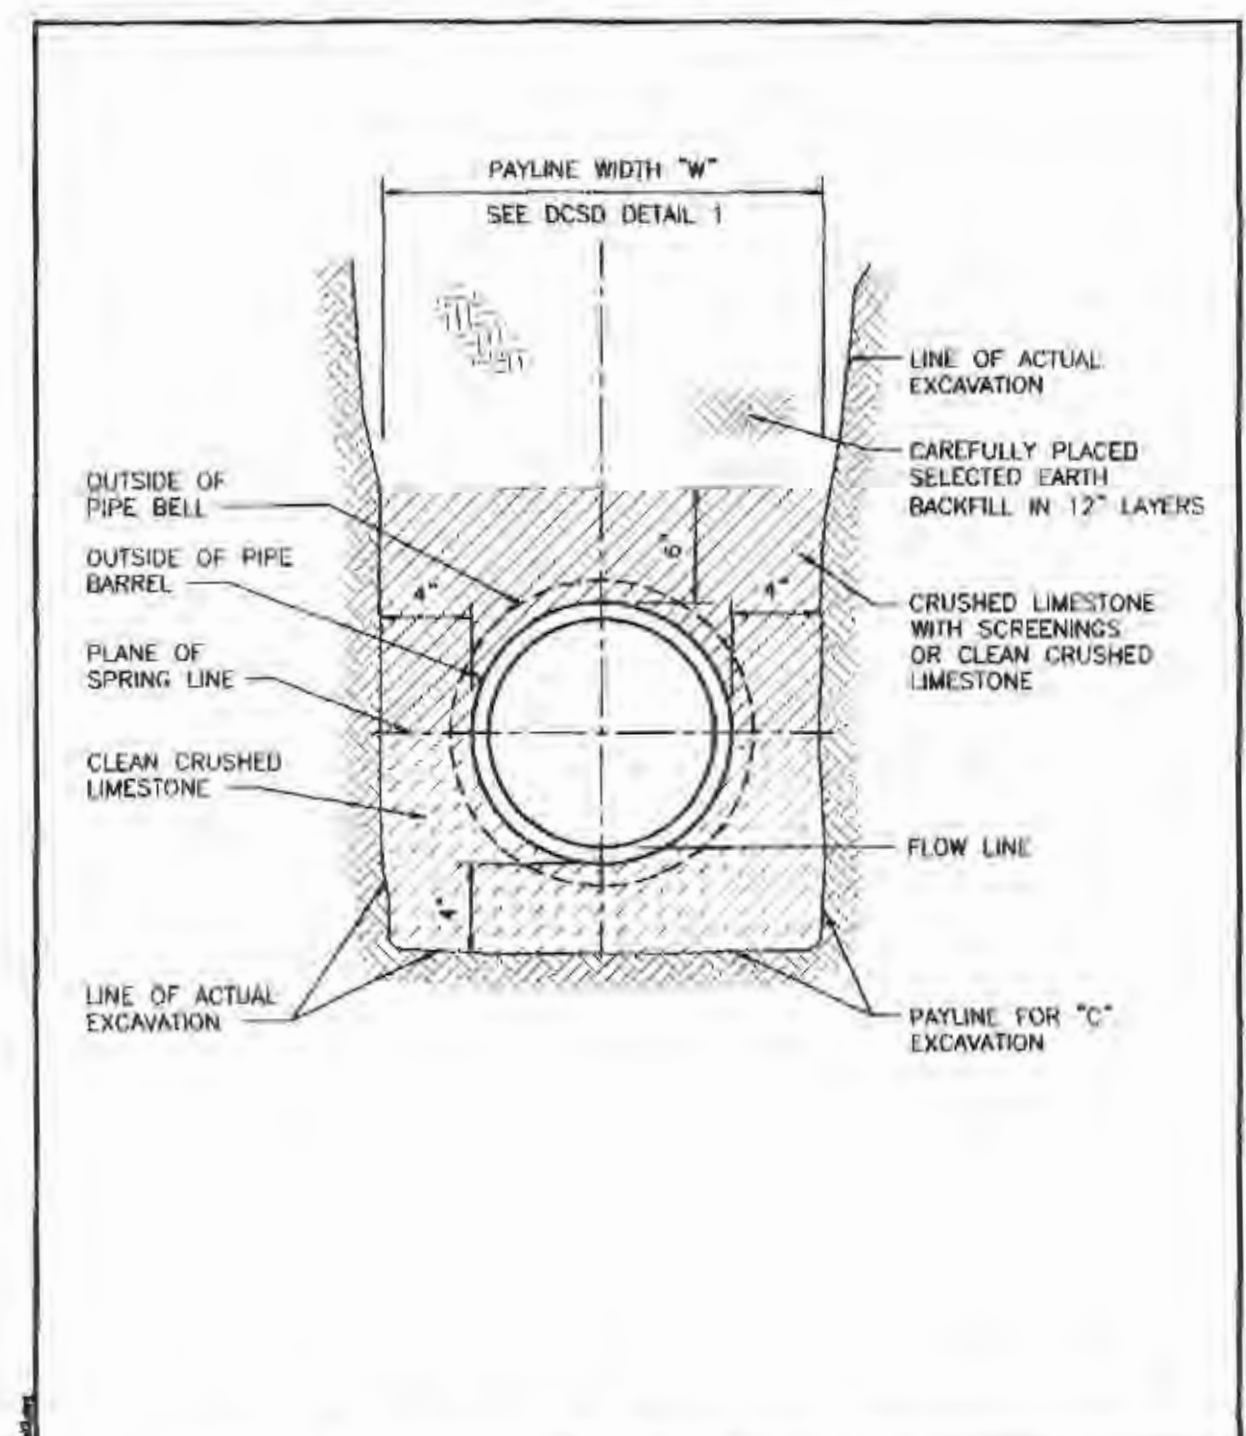 PAYLINE WIDTH "W"
SEE DCSD DETAIL 1
LINE OF ACTUAL
EXCAVATION
CAREFULLY PLACED
SELECTED EARTH
BACKFILL IN 12" LAYERS
OUTSIDE OF
PIPE BELL
OUTSIDE OF PIPE
BARREL
6"
4"
4"
CRUSHED LIMESTONE
WITH SCREENINGS
OR CLEAN CRUSHED
LIMESTONE
PLANE OF
SPRING LINE
CLEAN CRUSHED
LIMESTONE
FLOW LINE
4"
LINE OF ACTUAL
EXCAVATION
PAYLINE FOR "C"
EXCAVATION